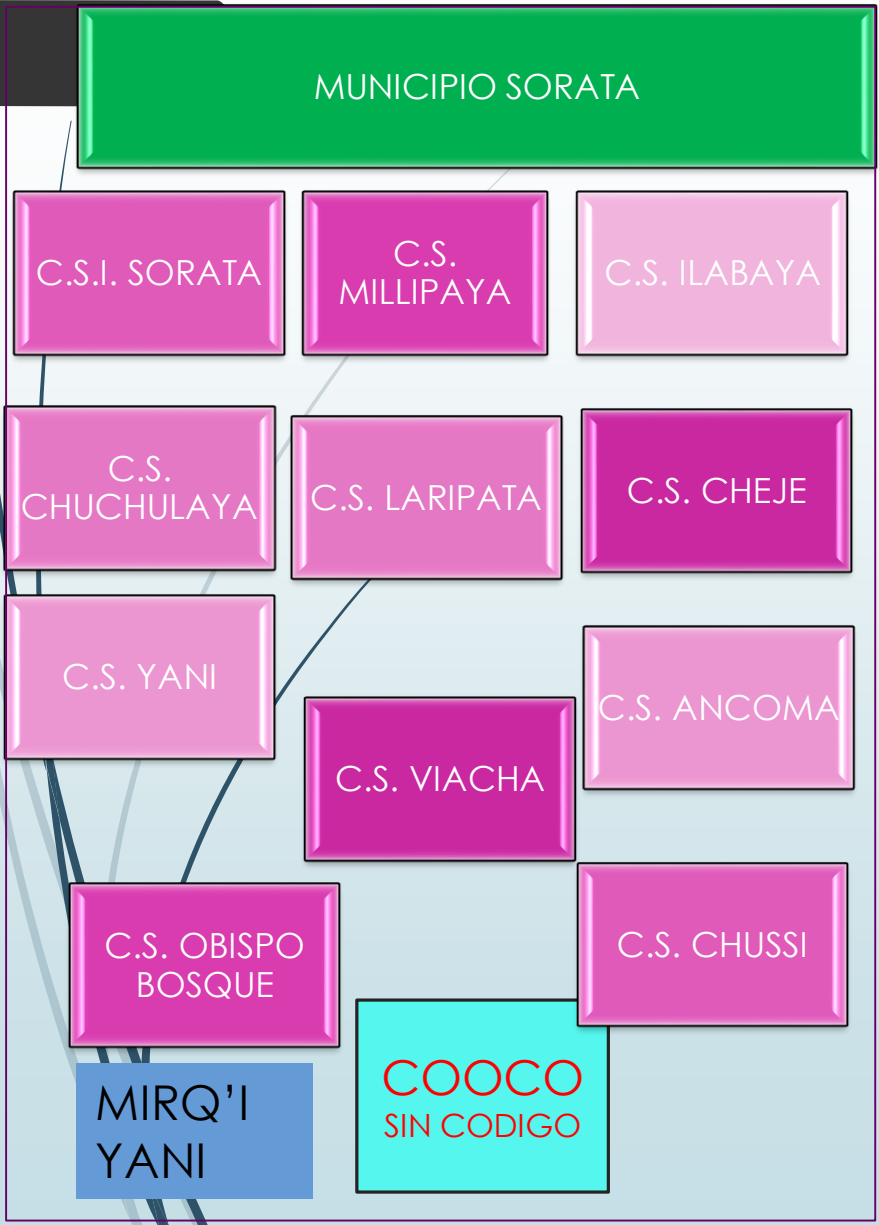 MUNICIPIO SORATA
C.S.I. SORATA
C.S.
MILLIPAYA
C.S. ILABAYA
C.S.
CHUCHULAYA
C.S. LARIPATA
C.S. CHEJE
C.S. YANI
C.S. ANCOMA
C.S. VIACHA
C.S. OBISPO
BOSQUE
C.S. CHUSSI
MIRQ’I
YANI
COOCO
SIN CODIGO